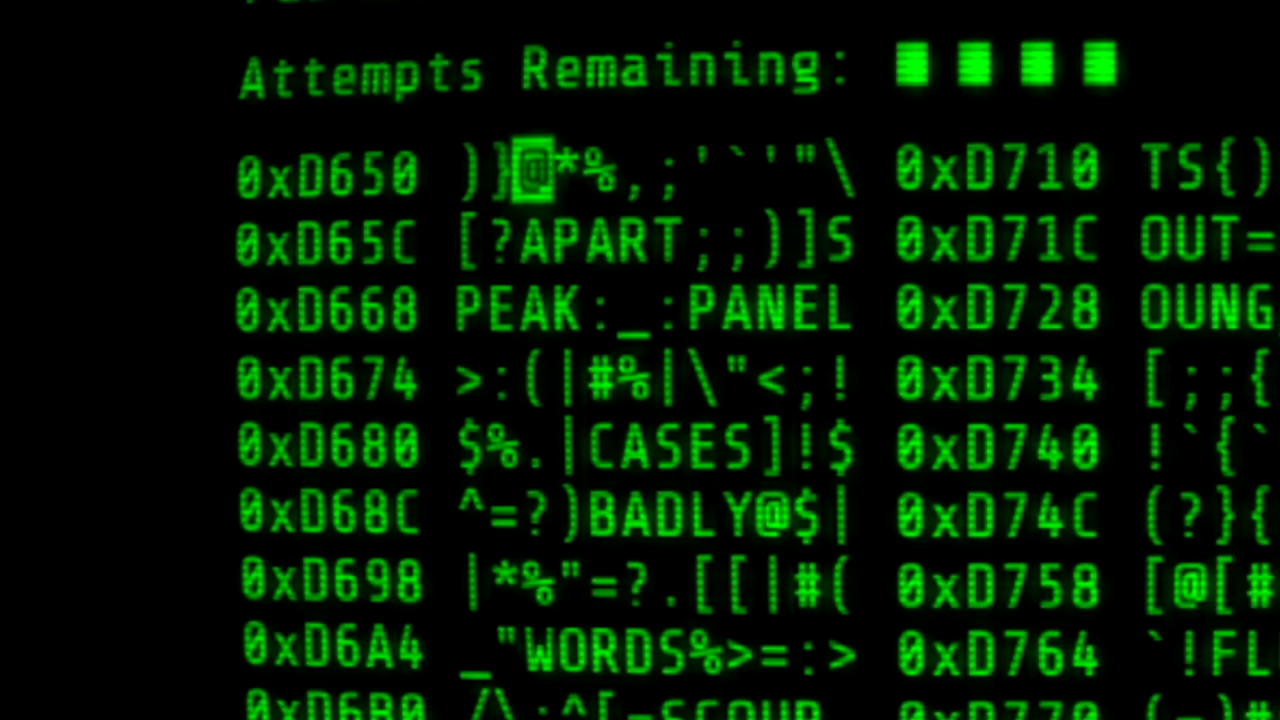 Attempts Remaining: █ █ █ █
0xD650 )}@*%,;'`'"\ 0xD710 TS{)
0xD65C [?APART;;)]S 0xD71C OUT=
0xD668 PEAK:_:PANEL 0xD728 OUNG
0xD674 >:(|#%|\"<;! 0xD734 [;;{
0xD680 $%.|CASES]!$ 0xD740 !`{`
0xD68C ^=?)BADLY@$| 0xD74C (?}{
0xD698 |*%"=?.[[|#( 0xD758 [@[#
0xD6A4 _"WORDS%>=:> 0xD764 `!FL
0xD6B0